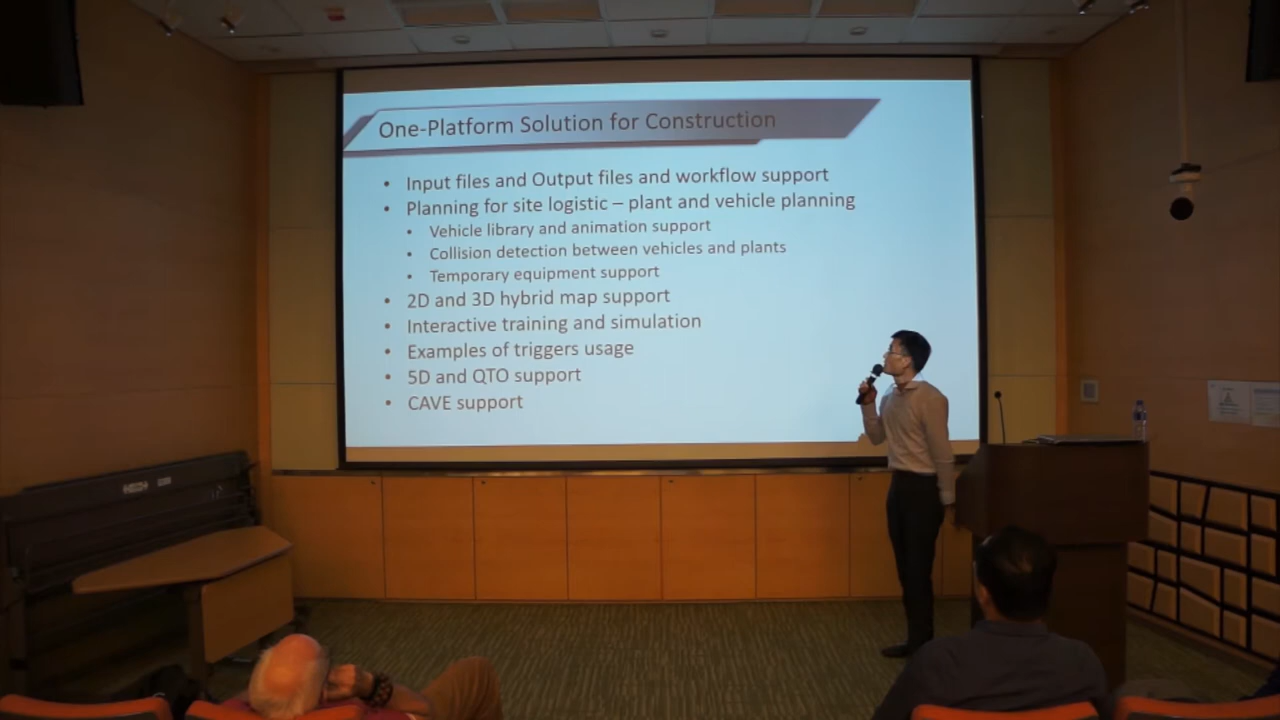 One-Platform Solution for Construction
• Input files and Output files and workflow support
• Planning for site logistic – plant and vehicle planning
• Vehicle library and animation support
• Collision detection between vehicles and plants
• Temporary equipment support
• 2D and 3D hybrid map support
• Interactive training and simulation
• Examples of triggers usage
• 5D and QTO support
• CAVE support